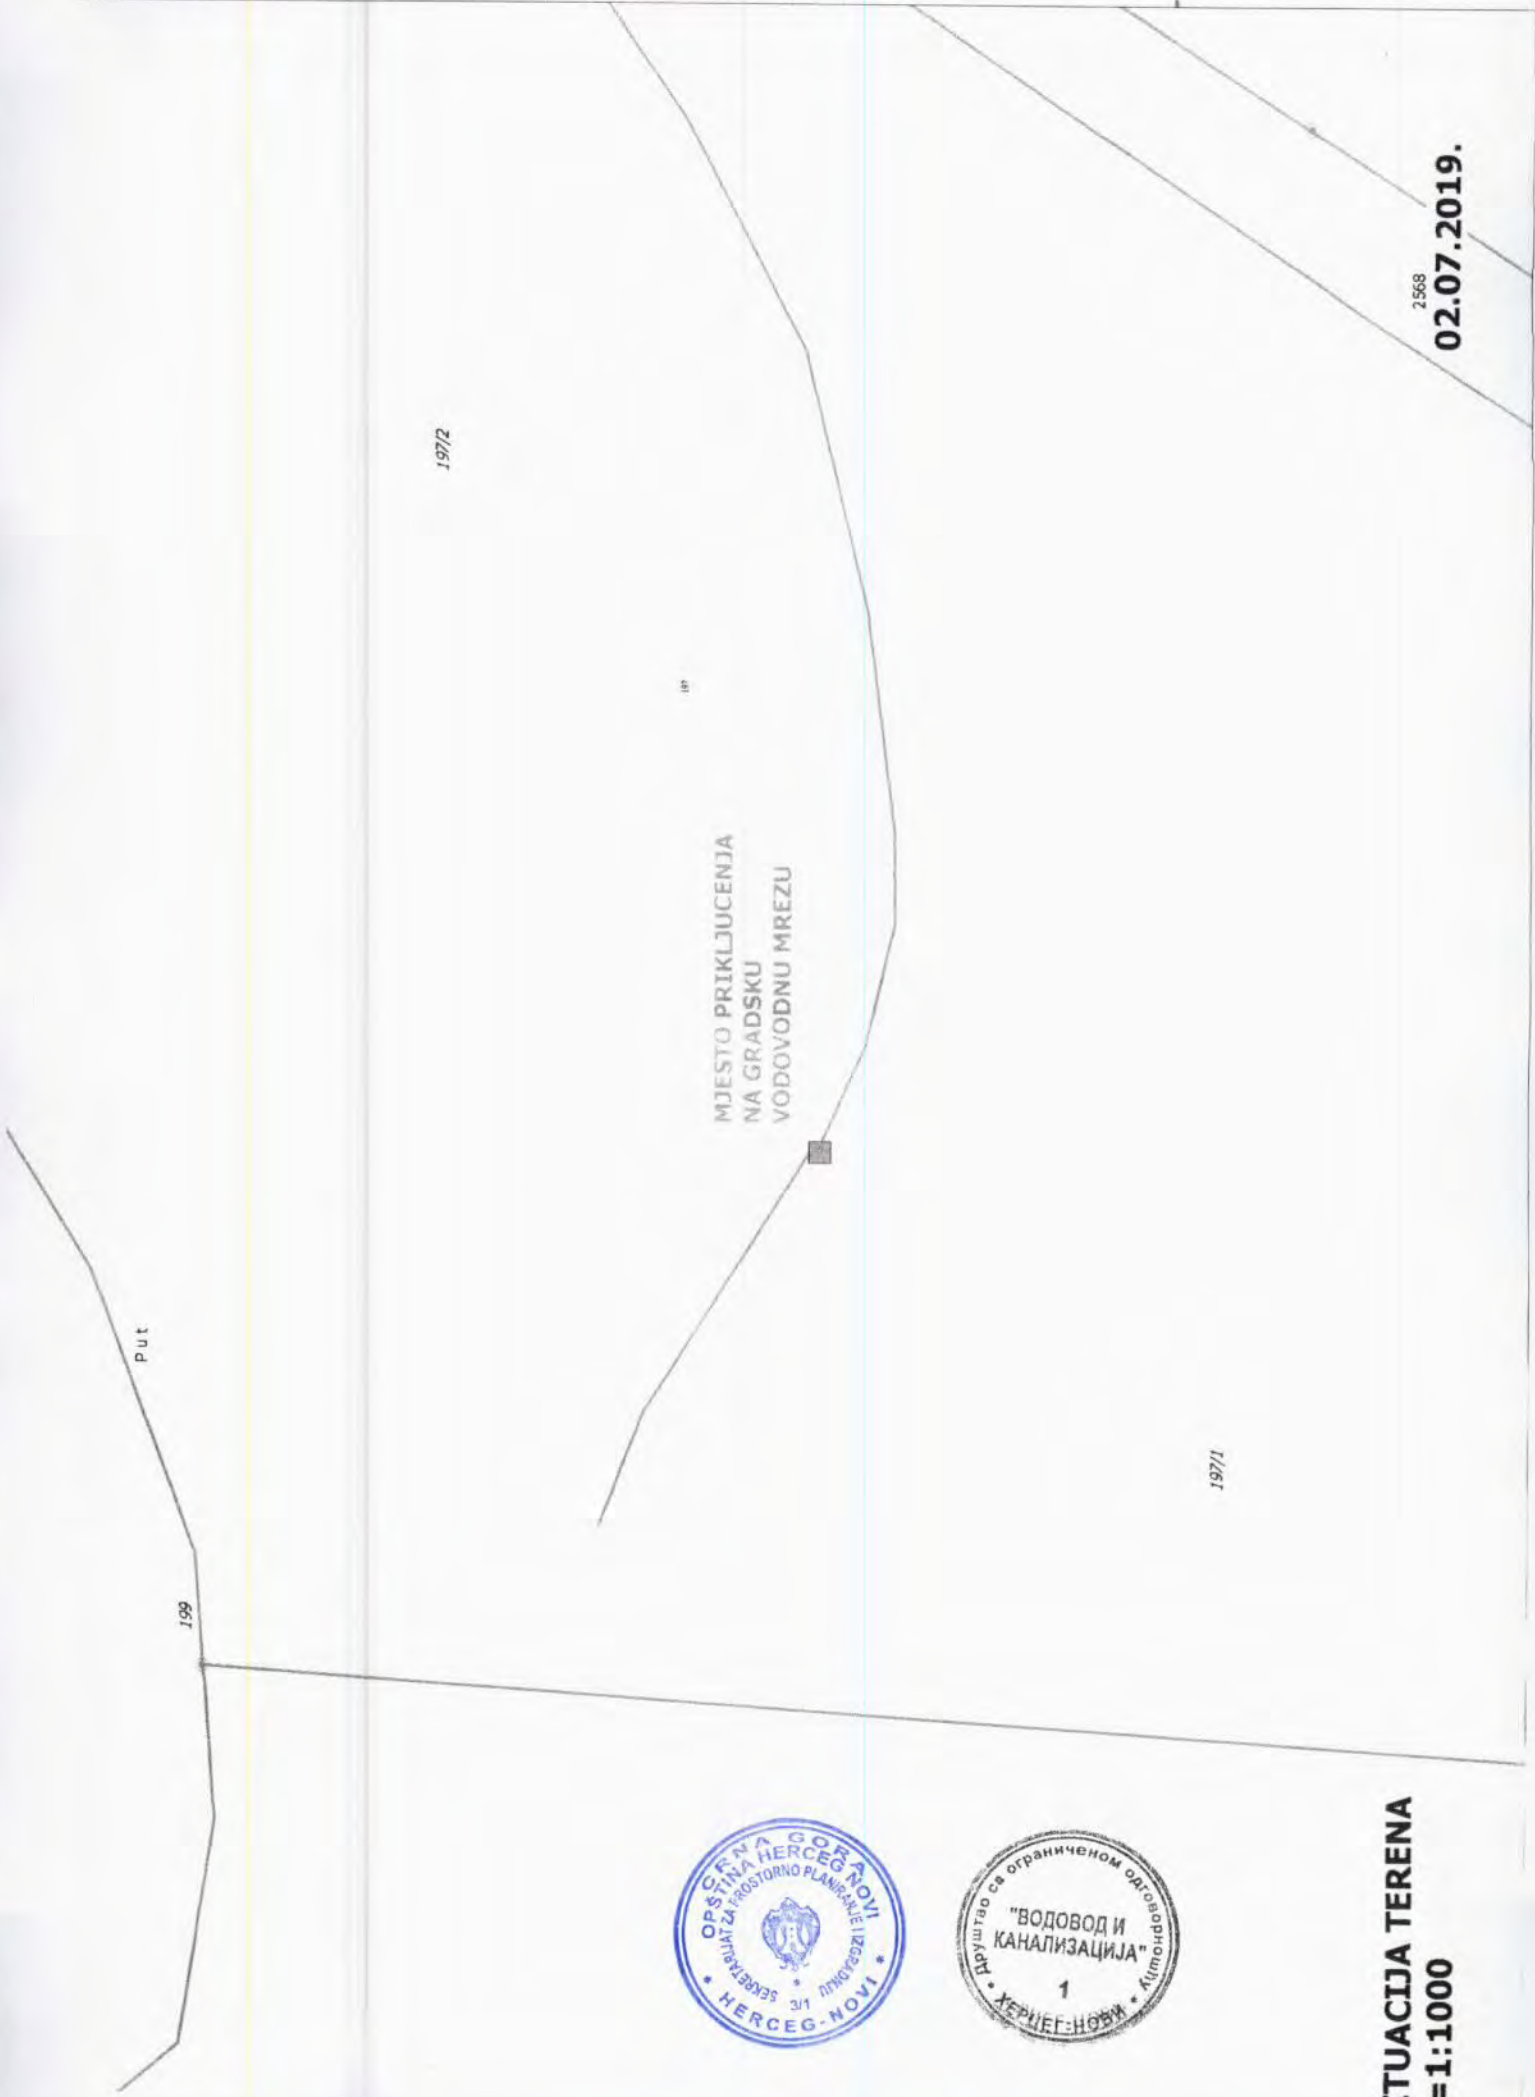 Put
199
197/2
197
MJESTO PRIKLJUCENJA
NA GRADSKU
VODOVODNU MREZU
197/1
2568
02.07.2019.
CRNA GORA
OPŠTINA HERCEG NOVI
SEKRETARIJAT ZA PROSTORNO PLANIRANJE I IZGRADNJU
3/1
* HERCEG-NOVI *
Друштво са ограниченом одговорношћу
"ВОДОВОД И
КАНАЛИЗАЦИЈА"
1
* ХЕРЦЕГ-НОВИ *
TUACIJA TERENA
=1:1000